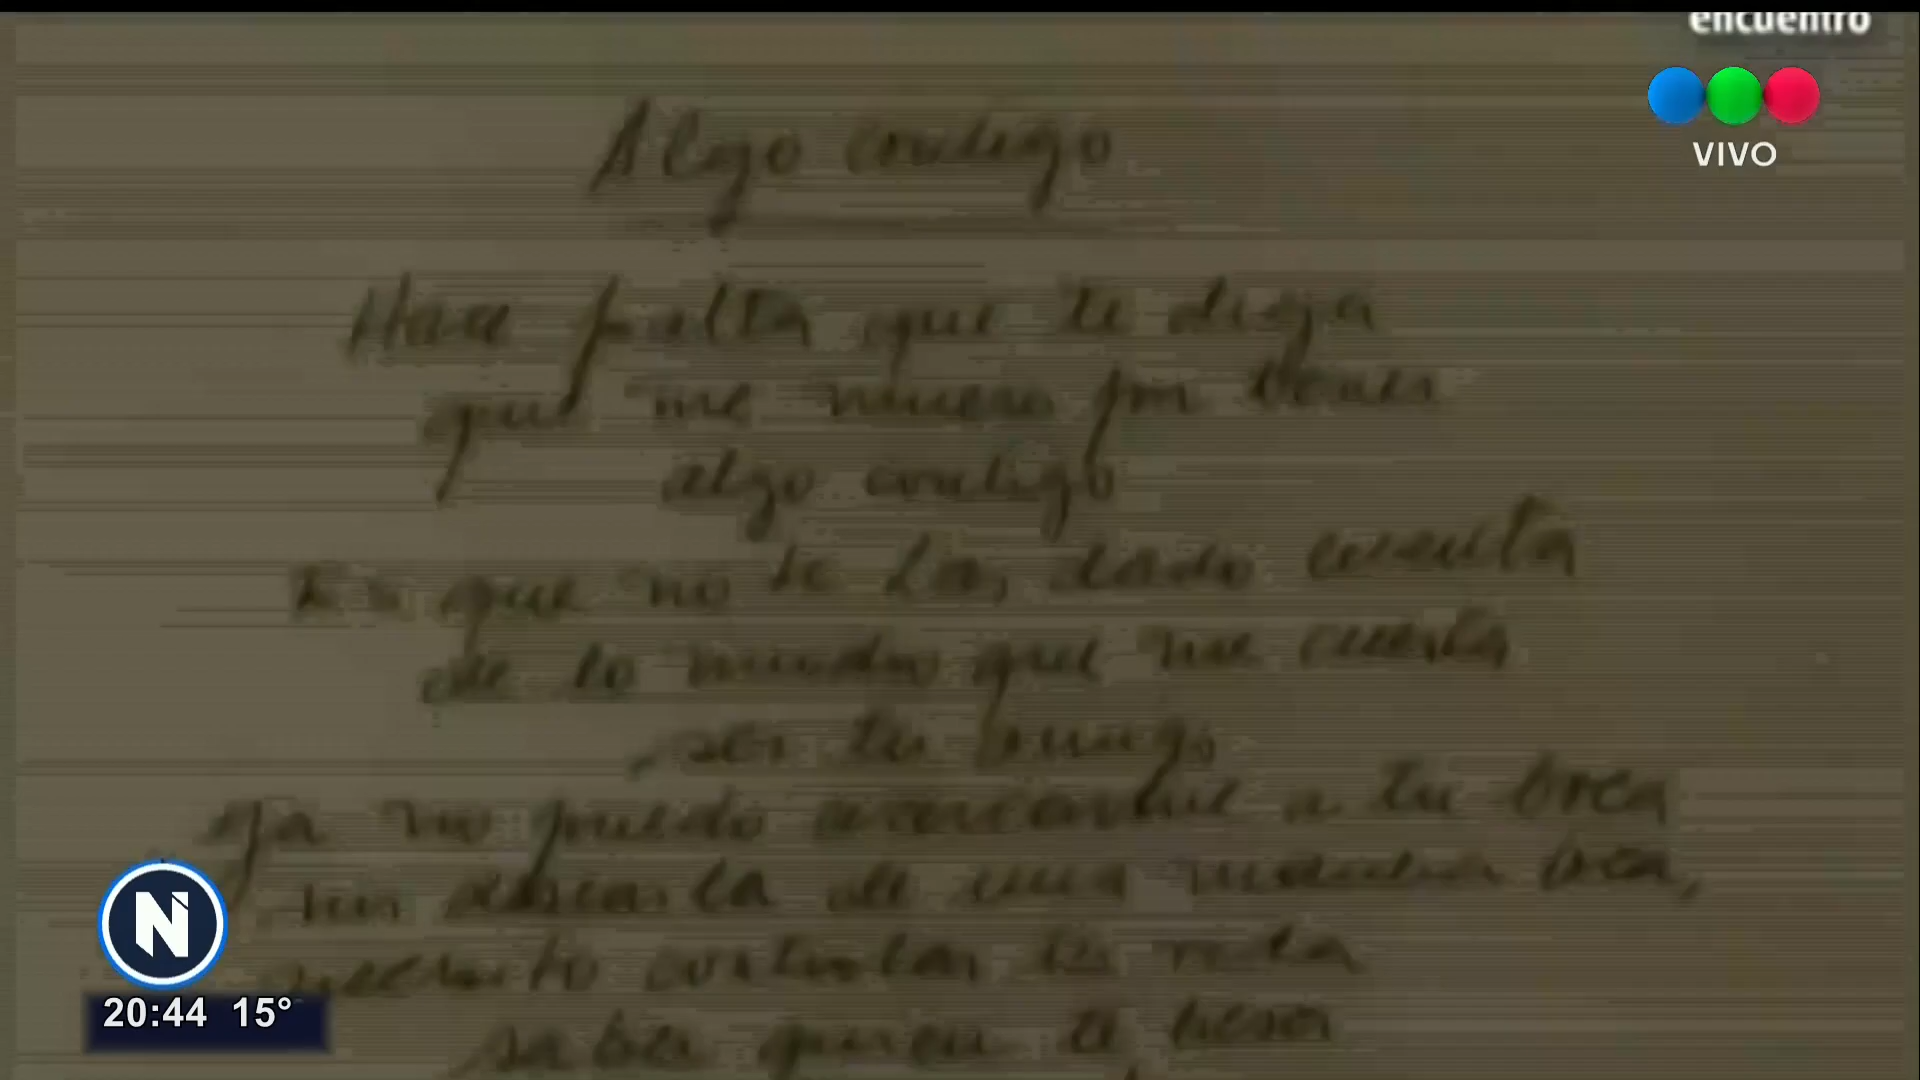 encuentro
VIVO
Algo contigo
Hace falta que te diga
que me muero por tener
algo contigo
Es que no te has dado cuenta
de lo mucho que me cuesta
ser tu amigo
ya no puedo acercarme a tu boca
sin desearla de una manera loca,
necesito controlar tu vida
saber quien te besa
N
20:44 15°